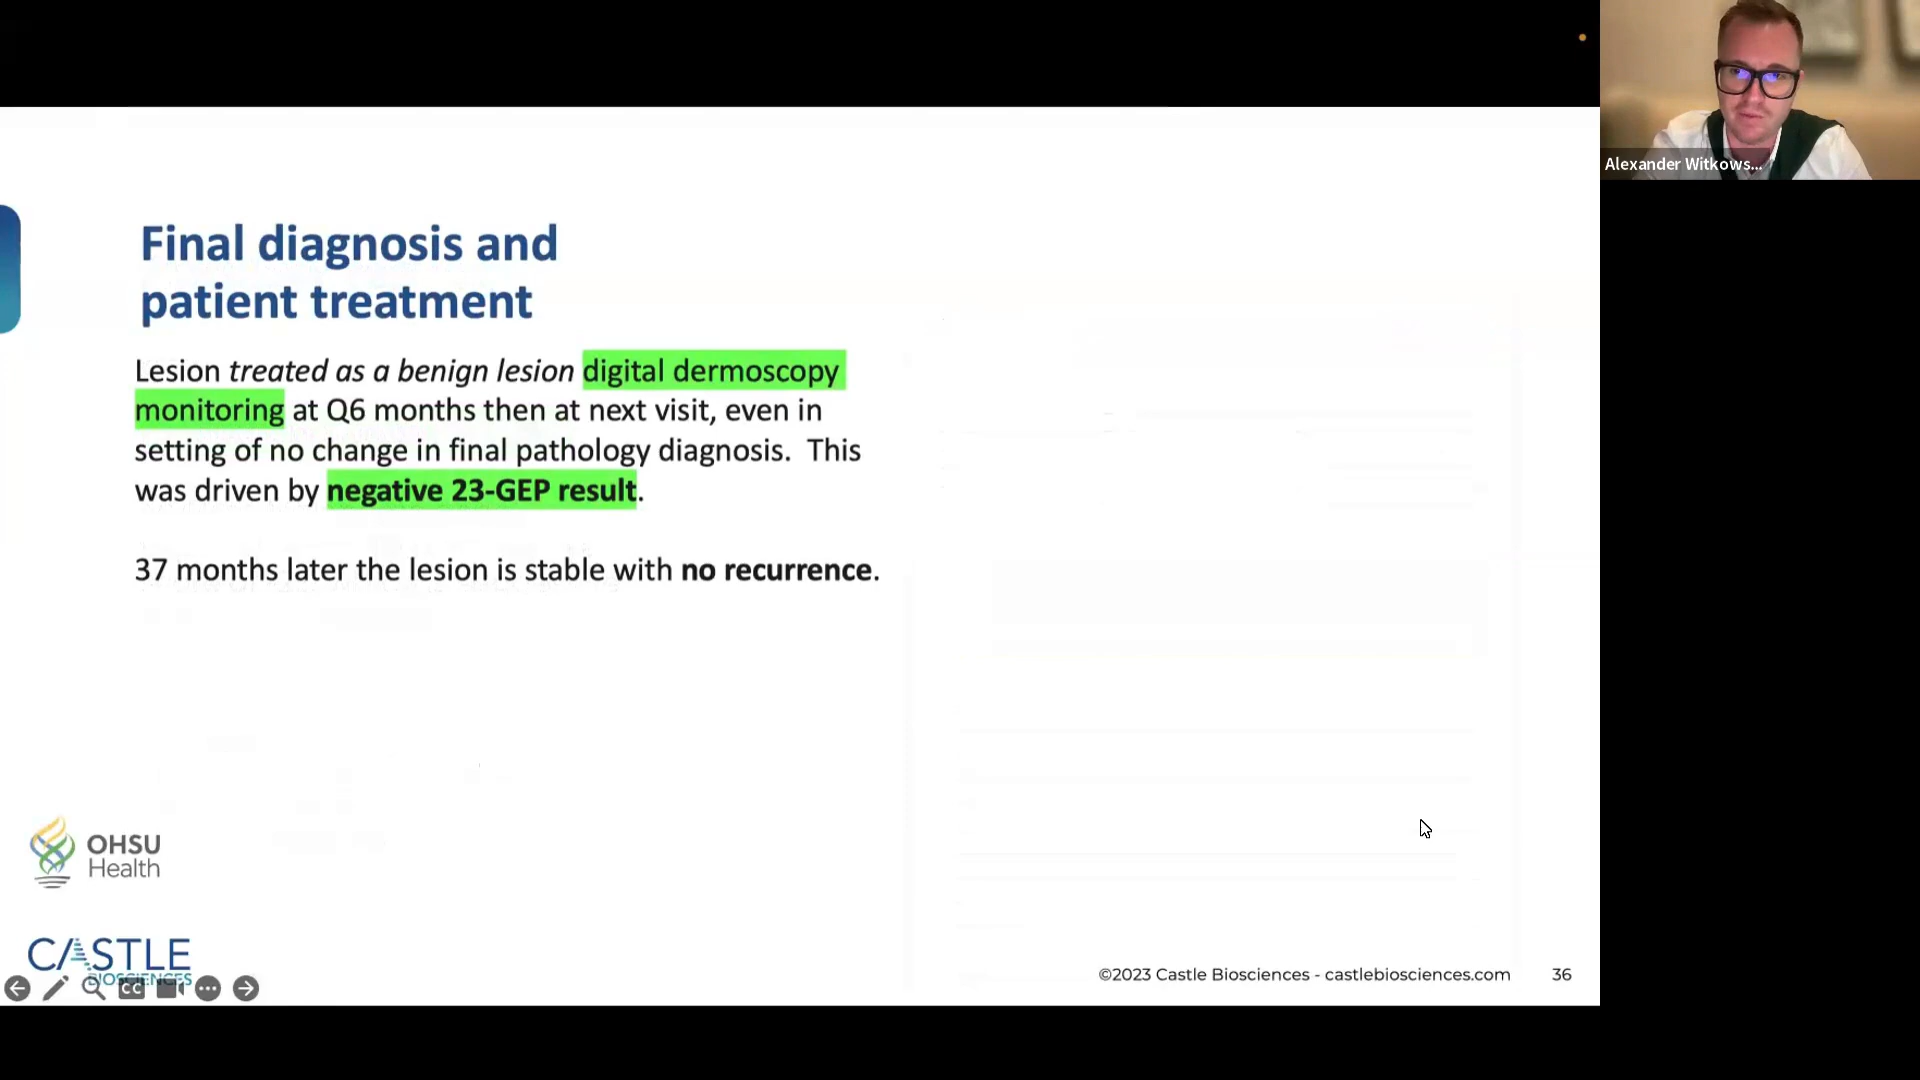 Alexander Witkows...
Final diagnosis and
patient treatment
Lesion treated as a benign lesion digital dermoscopy
monitoring at Q6 months then at next visit, even in
setting of no change in final pathology diagnosis. This
was driven by negative 23-GEP result.
37 months later the lesion is stable with no recurrence.
OHSU
Health
CASTLE
BIOSCIENCES
CC
©2023 Castle Biosciences - castlebiosciences.com
36